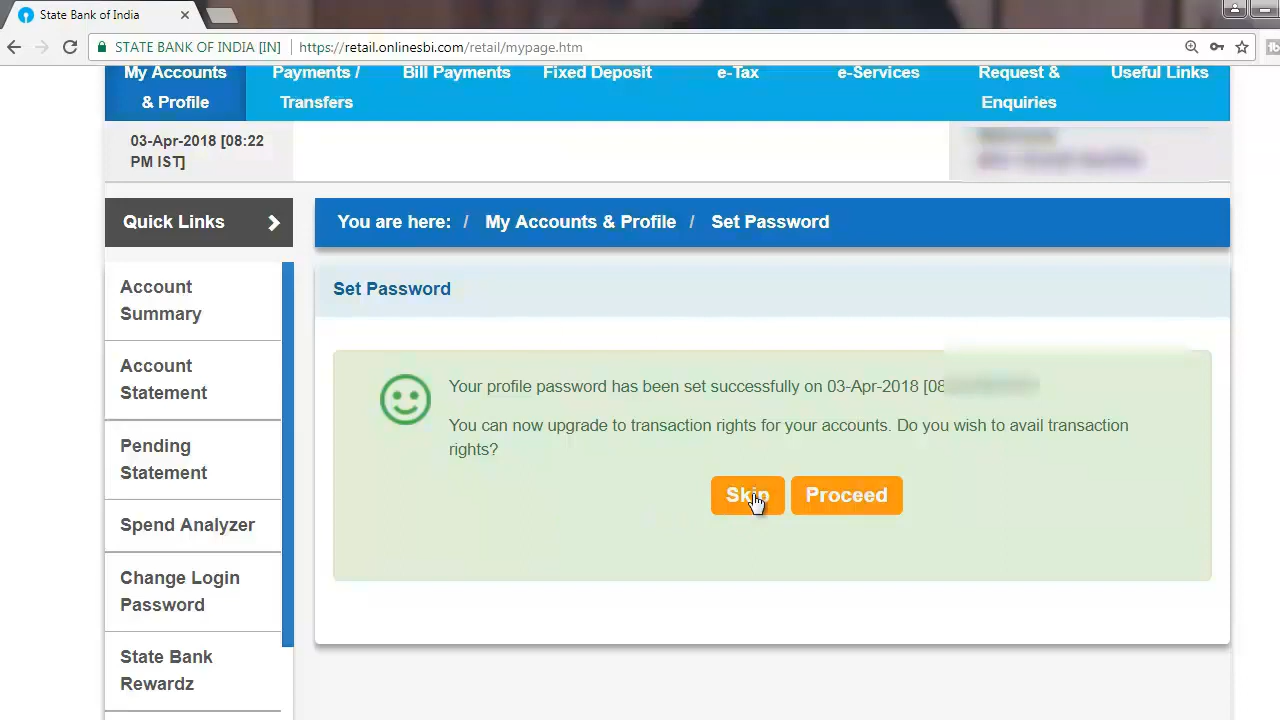 State Bank of India
STATE BANK OF INDIA [IN]
https://retail.onlinesbi.com/retail/mypage.htm
My Accounts
& Profile
Payments /
Transfers
Bill Payments
Fixed Deposit
e-Tax
e-Services
Request &
Enquiries
Useful Links
03-Apr-2018 [08:22
PM IST]
Quick Links
You are here: / My Accounts & Profile / Set Password
Account
Summary
Account
Statement
Pending
Statement
Spend Analyzer
Change Login
Password
State Bank
Rewardz
Set Password
Your profile password has been set successfully on 03-Apr-2018 [08
You can now upgrade to transaction rights for your accounts. Do you wish to avail transaction
rights?
Skip
Proceed